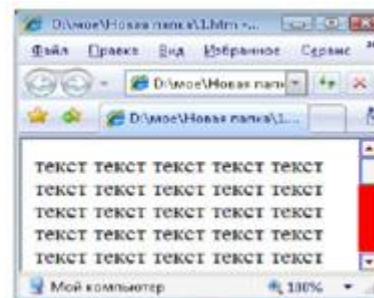 D:\мое\Новая папка\1.htm -...
Файл Правка Вид Избранное Сервис
D:\мое\Новая папк
D:\мое\Новая папка\1....
текст текст текст текст текст
текст текст текст текст текст
текст текст текст текст текст
текст текст текст текст текст
текст текст текст текст текст
Мой компьютер 100%